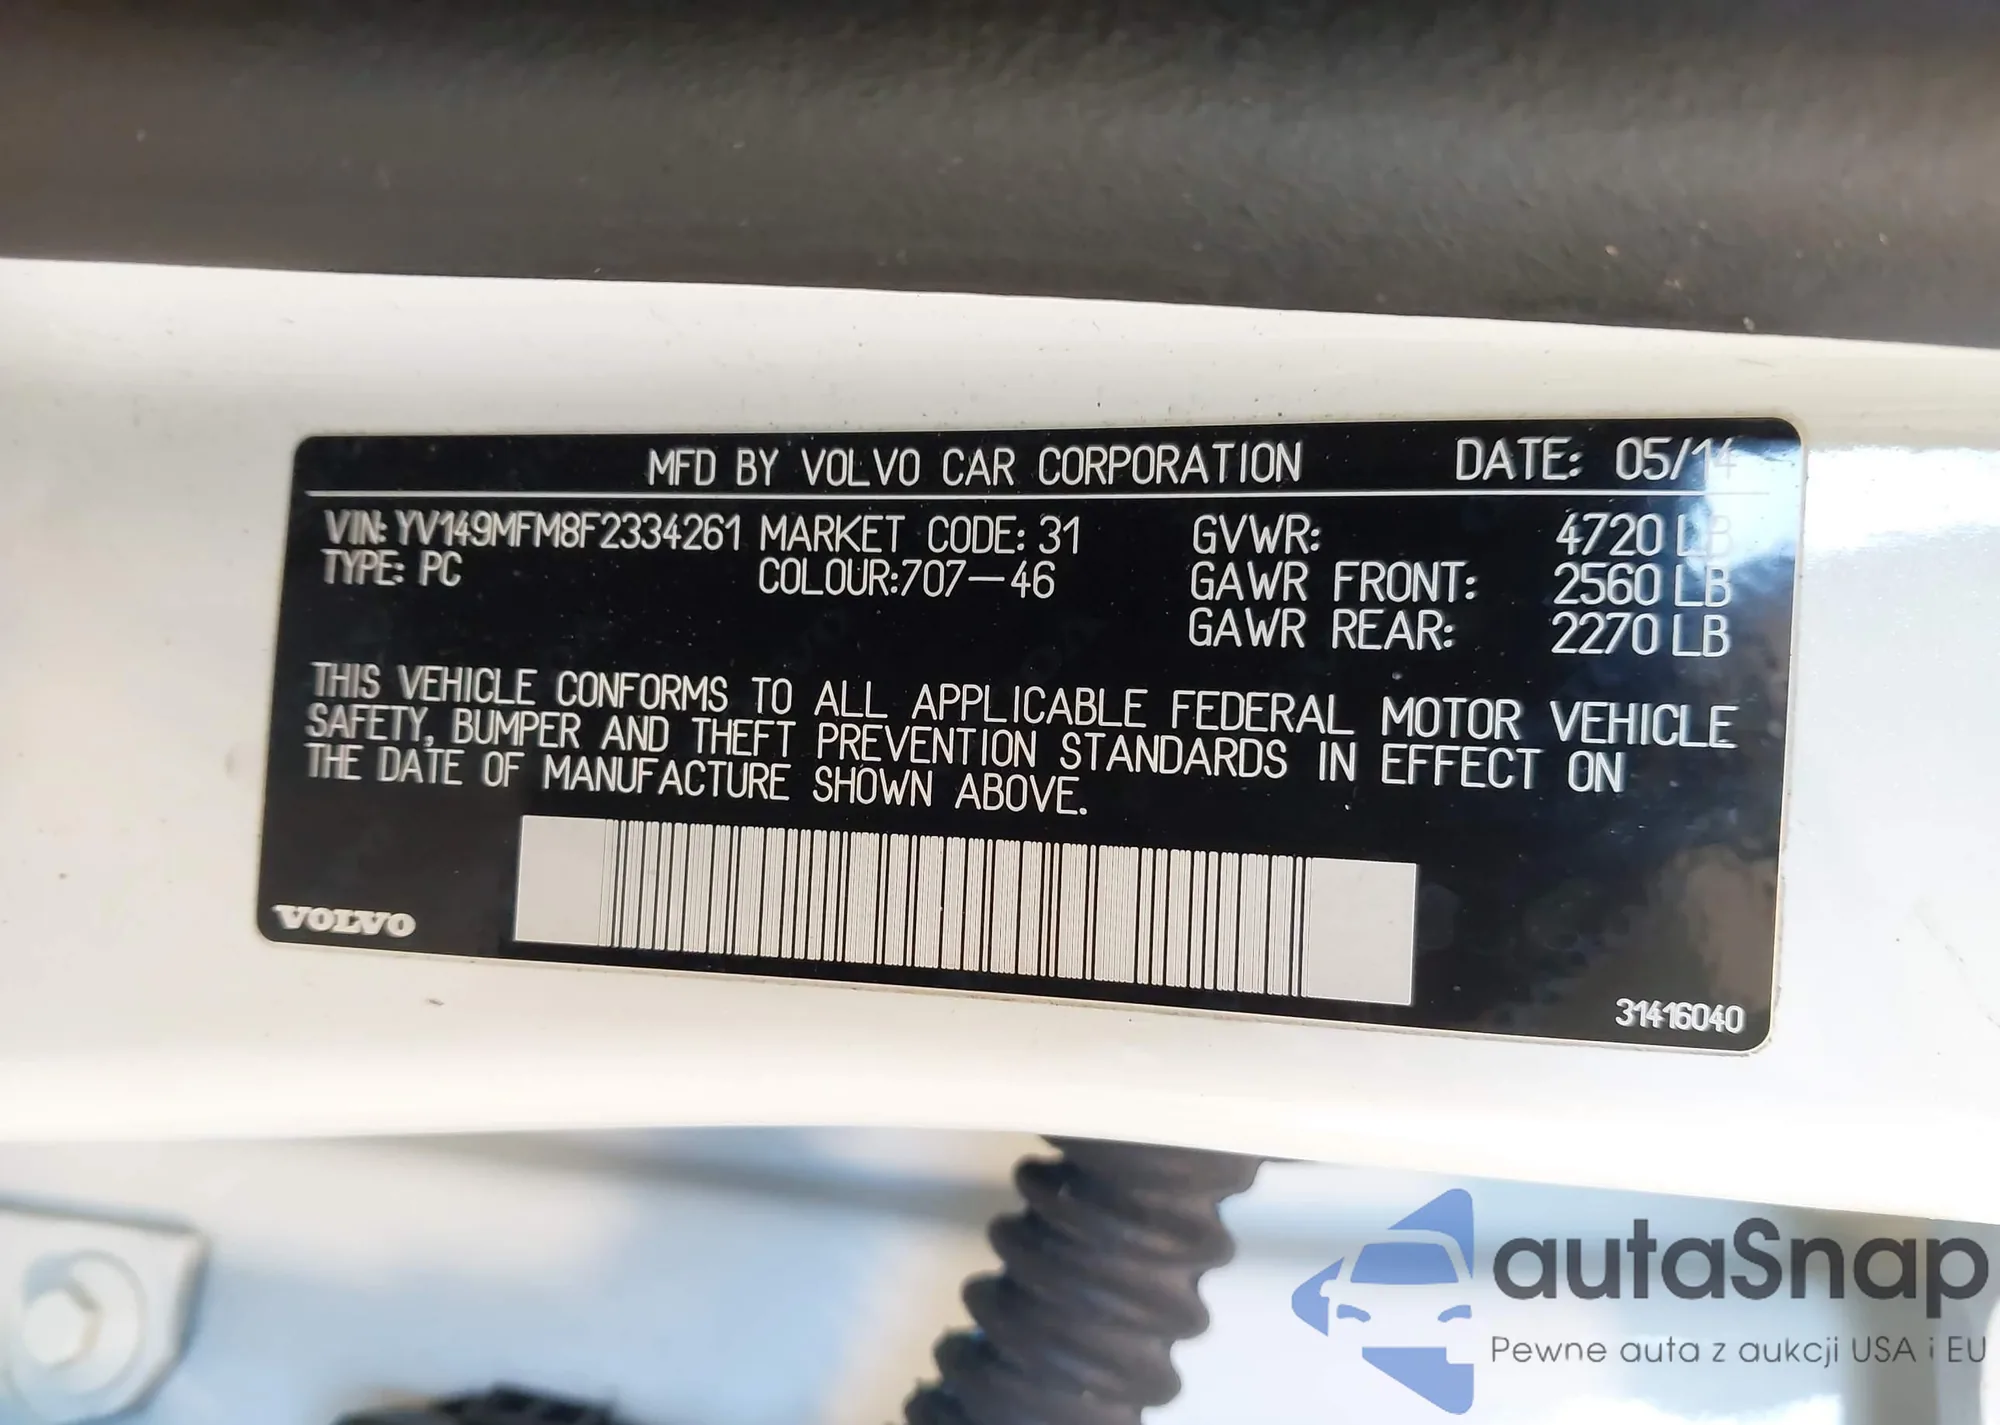 MFD BY VOLVO CAR CORPORATION DATE: 05/14
VIN: YV149MFM8F2334261 MARKET CODE: 31 GVWR: 4720 LB
TYPE: PC COLOUR:707-46 GAWR FRONT: 2560 LB
GAWR REAR: 2270 LB
THIS VEHICLE CONFORMS TO ALL APPLICABLE FEDERAL MOTOR VEHICLE
SAFETY, BUMPER AND THEFT PREVENTION STANDARDS IN EFFECT ON
THE DATE OF MANUFACTURE SHOWN ABOVE.
VOLVO
31416040
autaSnap
Pewne auta z aukcji USA i EU